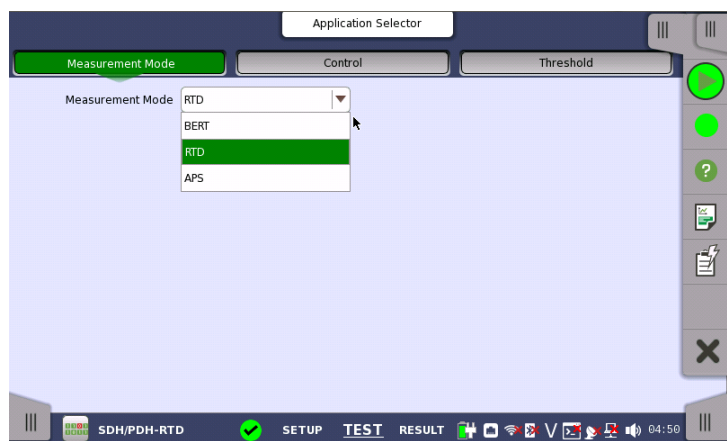 Application Selector
Measurement Mode Control Threshold
Measurement Mode RTD
BERT
RTD
APS
SDH/PDH-RTD SETUP TEST RESULT 04:50